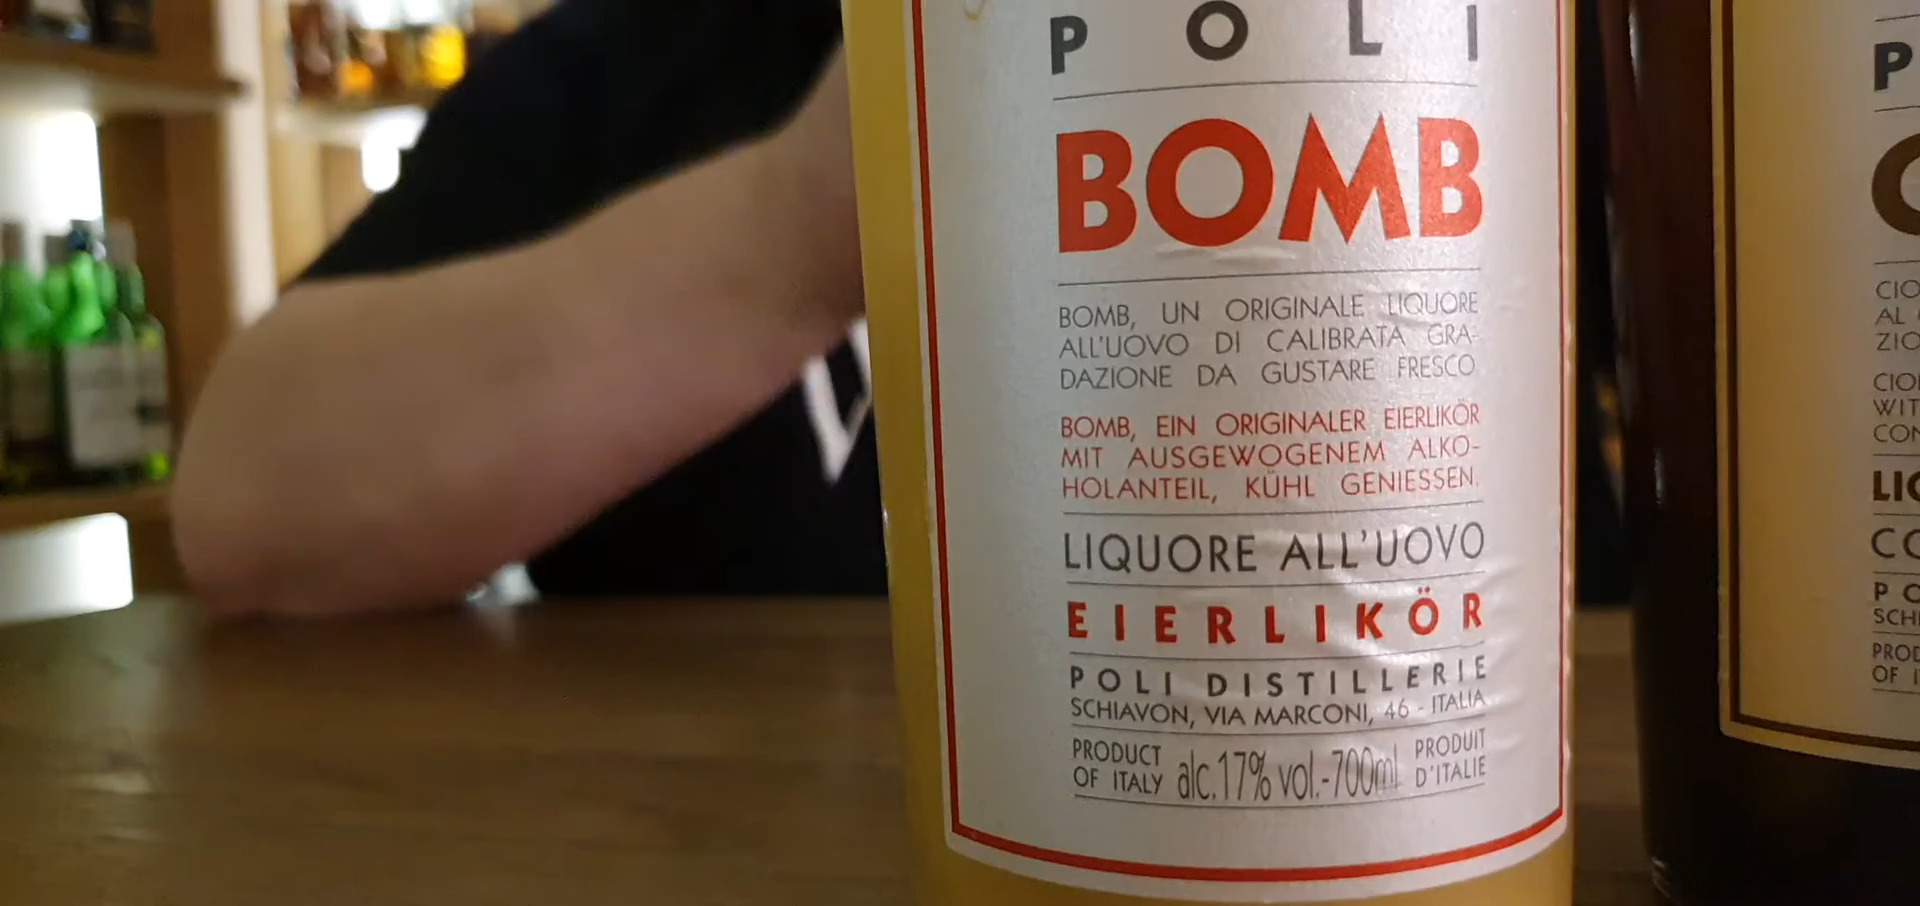 POLI
BOMB
BOMB, UN ORIGINALE LIQUORE
ALL'UOVO DI CALIBRATA GRA-
DAZIONE DA GUSTARE FRESCO
BOMB, EIN ORIGINALER EIERLIKÖR
MIT AUSGEWOGENEM ALKO-
HOLANTEIL, KÜHL GENIESSEN.
LIQUORE ALL'UOVO
EIERLIKÖR
POLI DISTILLERIE
SCHIAVON, VIA MARCONI, 46 - ITALIA
PRODUCT
OF ITALY
alc.17% vol.-700ml
PRODUIT
D'ITALIE
AL